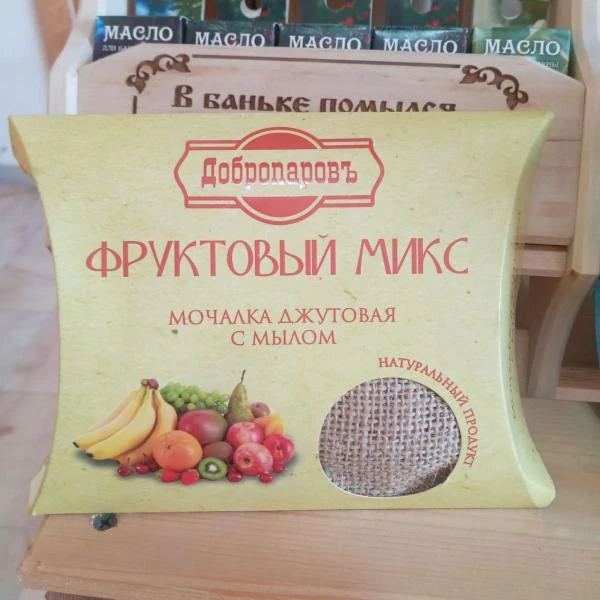 МАСЛО МАСЛО МАСЛО МАСЛО МАСЛО
В БАНЬКЕ ПОМЫЛСЯ
ДобропаровЪ
ФРУКТОВЫЙ МИКС
МОЧАЛКА ДЖУТОВАЯ
С МЫЛОМ
НАТУРАЛЬНЫЙ ПРОДУКТ